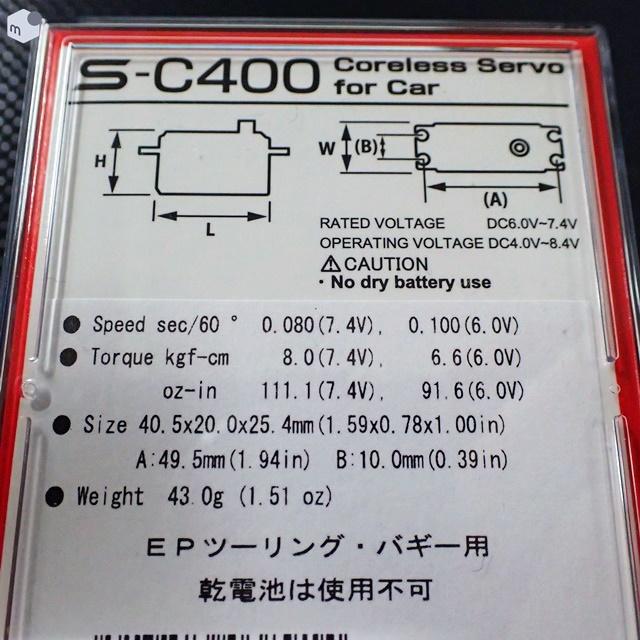 m
S-C400 Coreless Servo
for Car
H
L
W
(B)
(A)
RATED VOLTAGE DC6.0V~7.4V
OPERATING VOLTAGE DC4.0V~8.4V
⚠CAUTION
・No dry battery use
● Speed sec/60 ° 0.080(7.4V), 0.100(6.0V)
● Torque kgf-cm 8.0(7.4V), 6.6(6.0V)
oz-in 111.1(7.4V), 91.6(6.0V)
● Size 40.5x20.0x25.4mm(1.59x0.78x1.00in)
A:49.5mm(1.94in) B:10.0mm(0.39in)
● Weight 43.0g (1.51 oz)
EPツーリング・バギー用
乾電池は使用不可